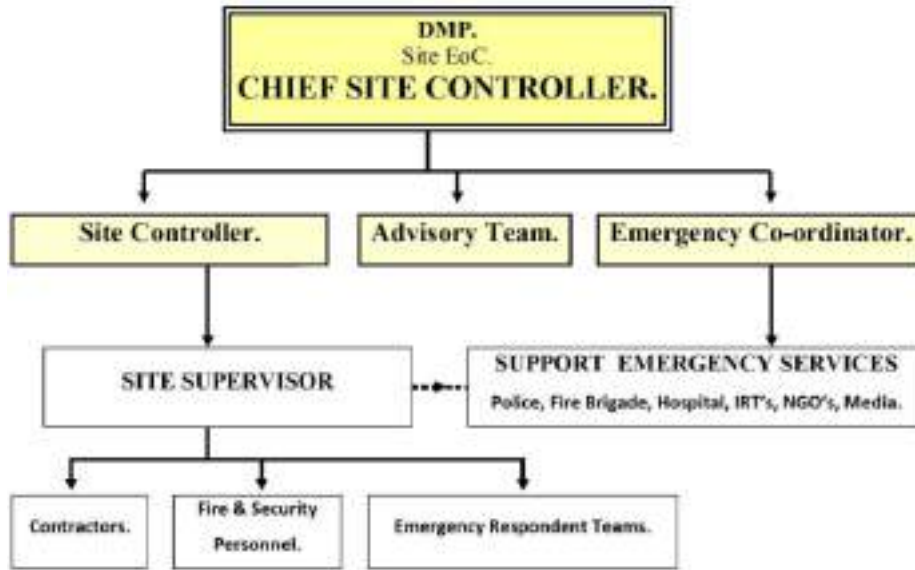 DMP.
Site EoC.
CHIEF SITE CONTROLLER.
Site Controller.
Advisory Team.
Emergency Co-ordinator.
SITE SUPERVISOR
SUPPORT EMERGENCY SERVICES
Police, Fire Brigade, Hospital, IRT's, NGO's, Media.
Contractors.
Fire & Security
Personnel.
Emergency Respondent Teams.